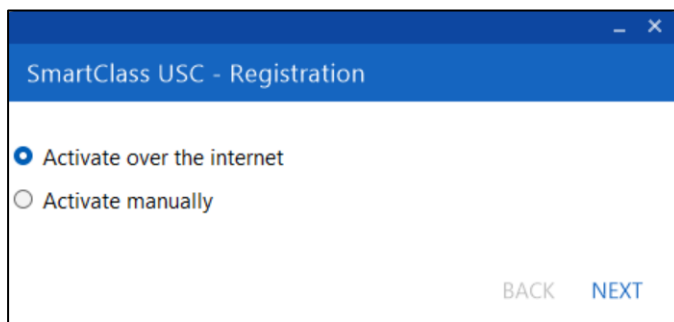 SmartClass USC - Registration
Activate over the internet
Activate manually
BACK NEXT